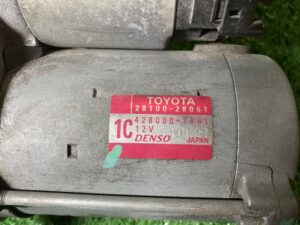 TOYOTA
28100-28061
1C 428000-7481
12V
DENSO JAPAN